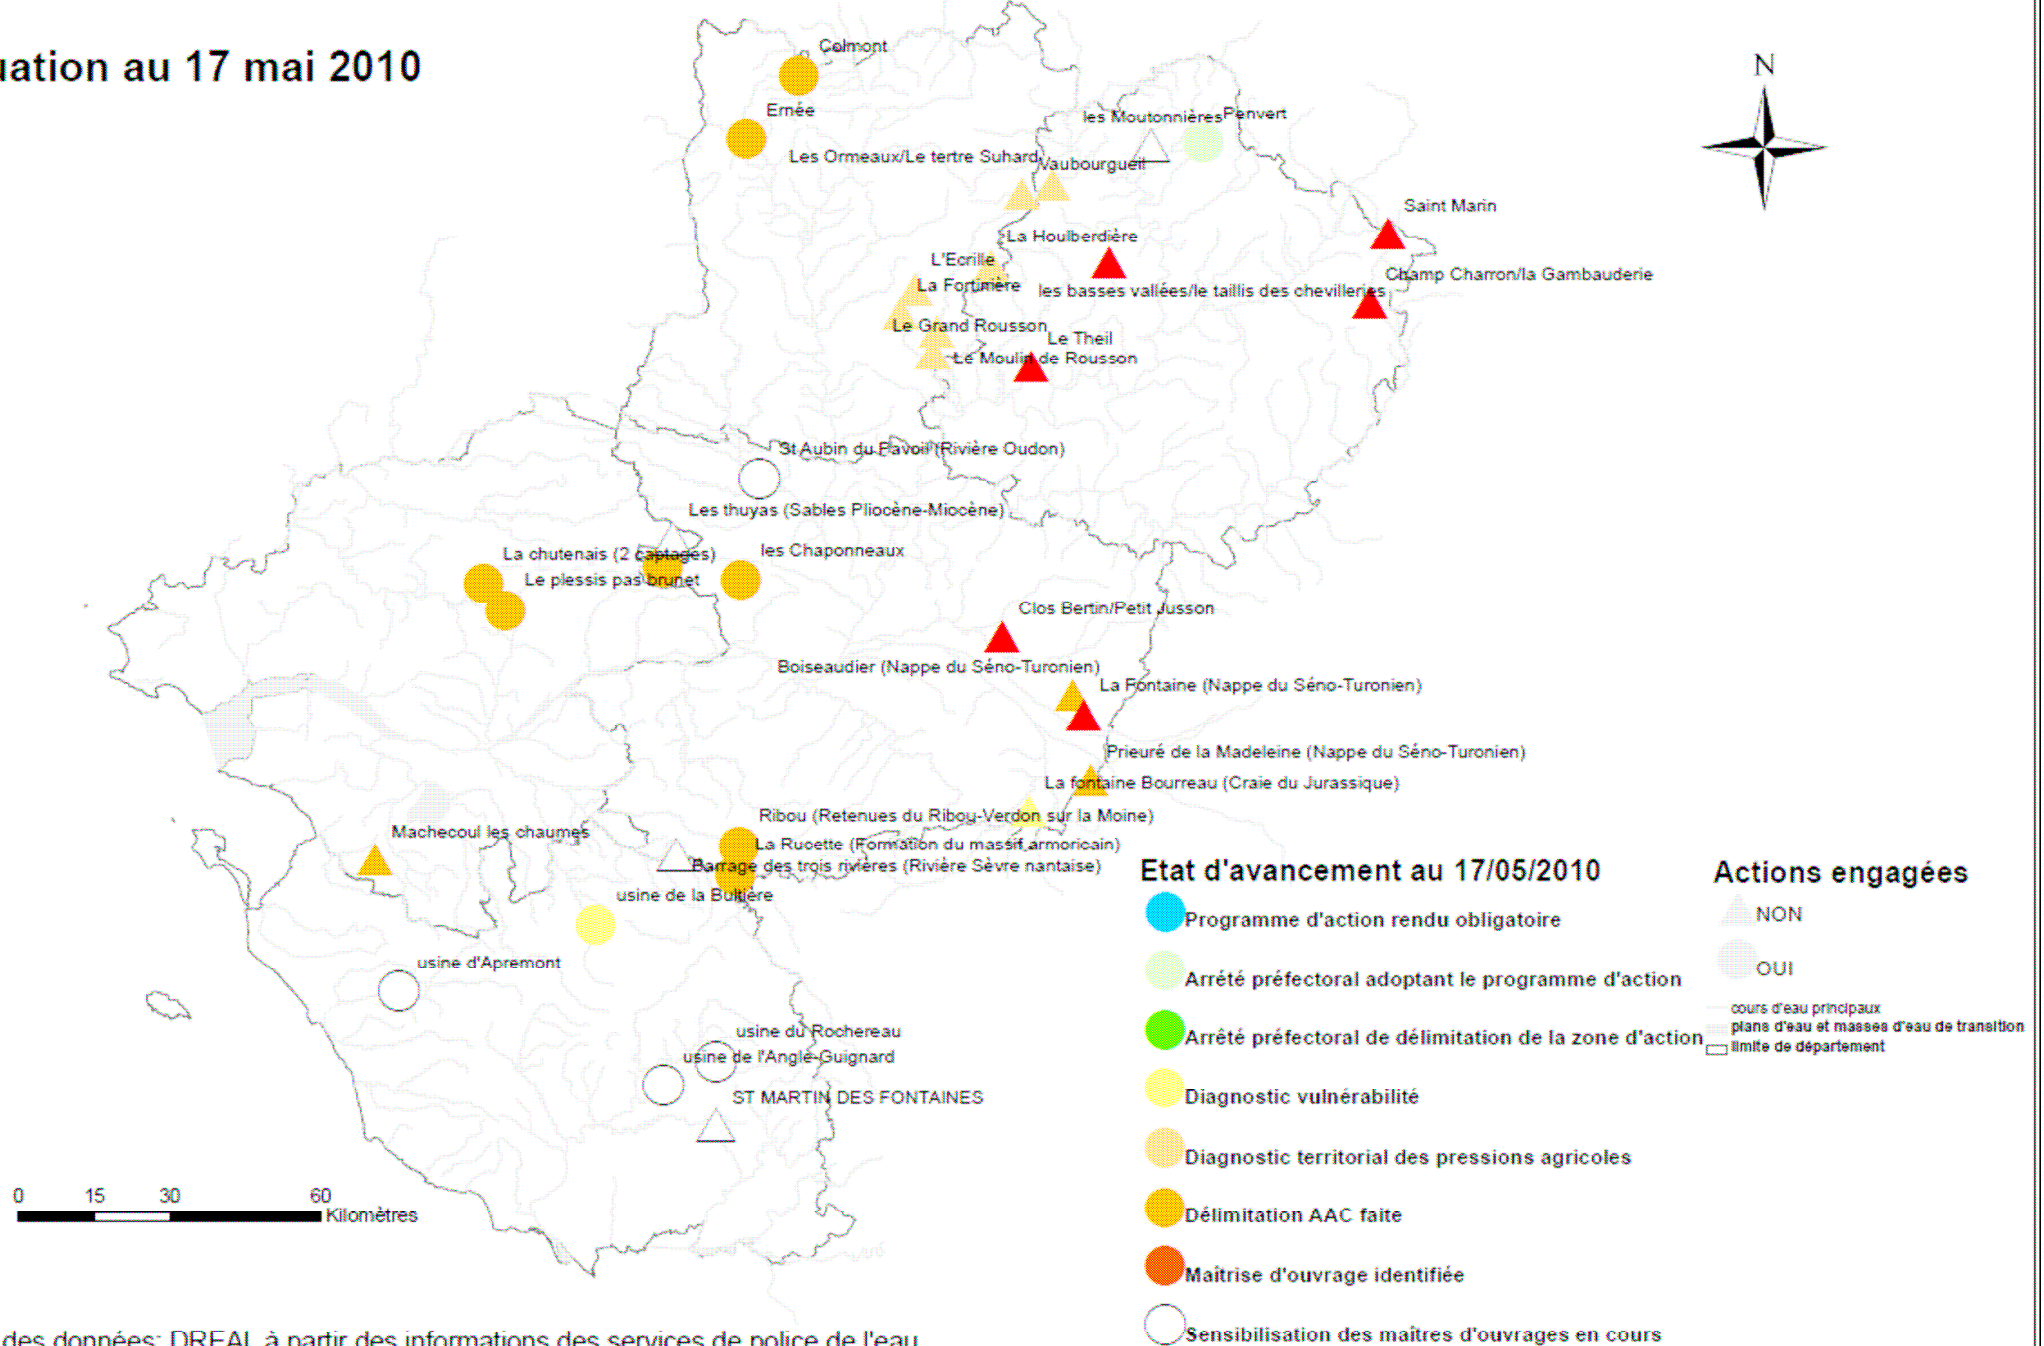 uation au 17 mai 2010
N
Colmont
Ernée
les Moutonnières
Penvert
Les Ormeaux/Le tertre Suhard
Vaubourgueil
Saint Marin
La Houlberdière
L'Ecrille
Champ Charron/la Gambauderie
La Fortinière
les basses vallées/le taillis des chevilleries
Le Grand Rousson
Le Theil
Le Moulin de Rousson
St Aubin du Pavoil (Rivière Oudon)
Les thuyas (Sables Pliocène-Miocène)
La chutenais (2 captages)
les Chaponneaux
Le plessis pas brunet
Clos Bertin/Petit Jusson
Boiseaudier (Nappe du Séno-Turonien)
La Fontaine (Nappe du Séno-Turonien)
Prieuré de la Madeleine (Nappe du Séno-Turonien)
La fontaine Bourreau (Craie du Jurassique)
Ribou (Retenues du Ribou-Verdon sur la Moine)
Machecoul les chaumes
La Rucette (Formation du massif armoricain)
Barrage des trois rivières (Rivière Sèvre nantaise)
usine de la Bultière
usine d'Apremont
usine du Rochereau
usine de l'Angle-Guignard
ST MARTIN DES FONTAINES
0 15 30 60
Kilomètres
Etat d'avancement au 17/05/2010
Programme d'action rendu obligatoire
Arrêté préfectoral adoptant le programme d'action
Arrêté préfectoral de délimitation de la zone d'action
Diagnostic vulnérabilité
Diagnostic territorial des pressions agricoles
Délimitation AAC faite
Maîtrise d'ouvrage identifiée
Sensibilisation des maîtres d'ouvrages en cours
Actions engagées
NON
OUI
cours d'eau principaux
plans d'eau et masses d'eau de transition
limite de département
des données: DREAL à partir des informations des services de police de l'eau